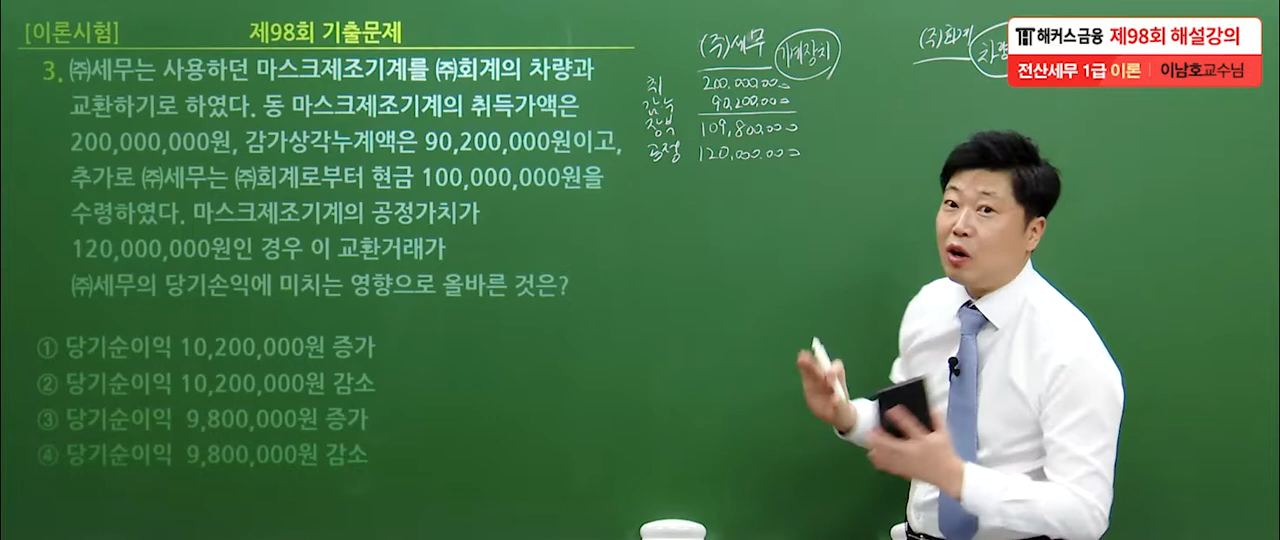 [이론시험] 제98회 기출문제
3. ㈜세무는 사용하던 마스크제조기계를 ㈜회계의 차량과
교환하기로 하였다. 동 마스크제조기계의 취득가액은
200,000,000원, 감가상각누계액은 90,200,000원이고,
추가로 ㈜세무는 ㈜회계로부터 현금 100,000,000원을
수령하였다. 마스크제조기계의 공정가치가
120,000,000원인 경우 이 교환거래가
㈜세무의 당기손익에 미치는 영향으로 올바른 것은?
① 당기순이익 10,200,000원 증가
② 당기순이익 10,200,000원 감소
③ 당기순이익 9,800,000원 증가
④ 당기순이익 9,800,000원 감소
(주)세무 기계장치
취 200,000,000
감누 90,200,000
장부 109,800,000
공정 120,000,000
(주)회계 차량
해커스금융 제98회 해설강의
전산세무 1급 이론 | 이남호교수님